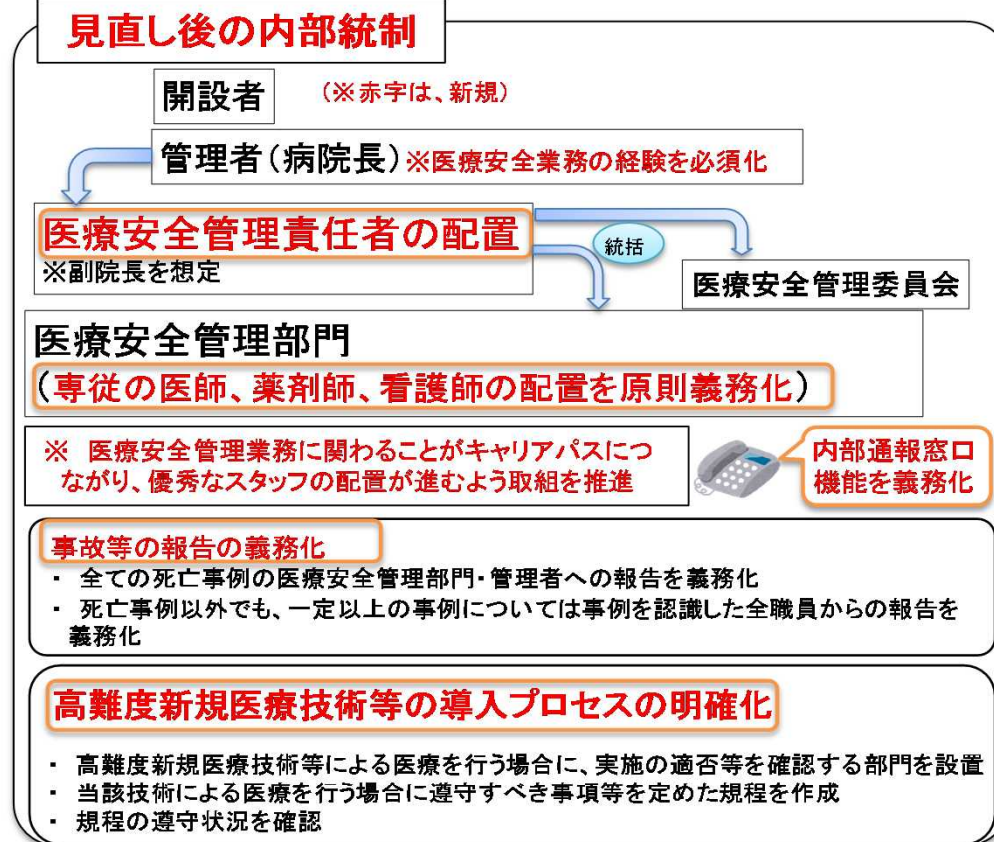 見直し後の内部統制
開設者
(※赤字は、新規)
管理者(病院長)※医療安全業務の経験を必須化
医療安全管理責任者の配置
※副院長を想定
統括
医療安全管理委員会
医療安全管理部門
(専従の医師、薬剤師、看護師の配置を原則義務化)
※ 医療安全管理業務に関わることがキャリアパスにつ
ながり、優秀なスタッフの配置が進むよう取組を推進
内部通報窓口
機能を義務化
事故等の報告の義務化
・ 全ての死亡事例の医療安全管理部門・管理者への報告を義務化
・ 死亡事例以外でも、一定以上の事例については事例を認識した全職員からの報告を
義務化
高難度新規医療技術等の導入プロセスの明確化
・ 高難度新規医療技術等による医療を行う場合に、実施の適否等を確認する部門を設置
・ 当該技術による医療を行う場合に遵守すべき事項等を定めた規程を作成
・ 規程の遵守状況を確認